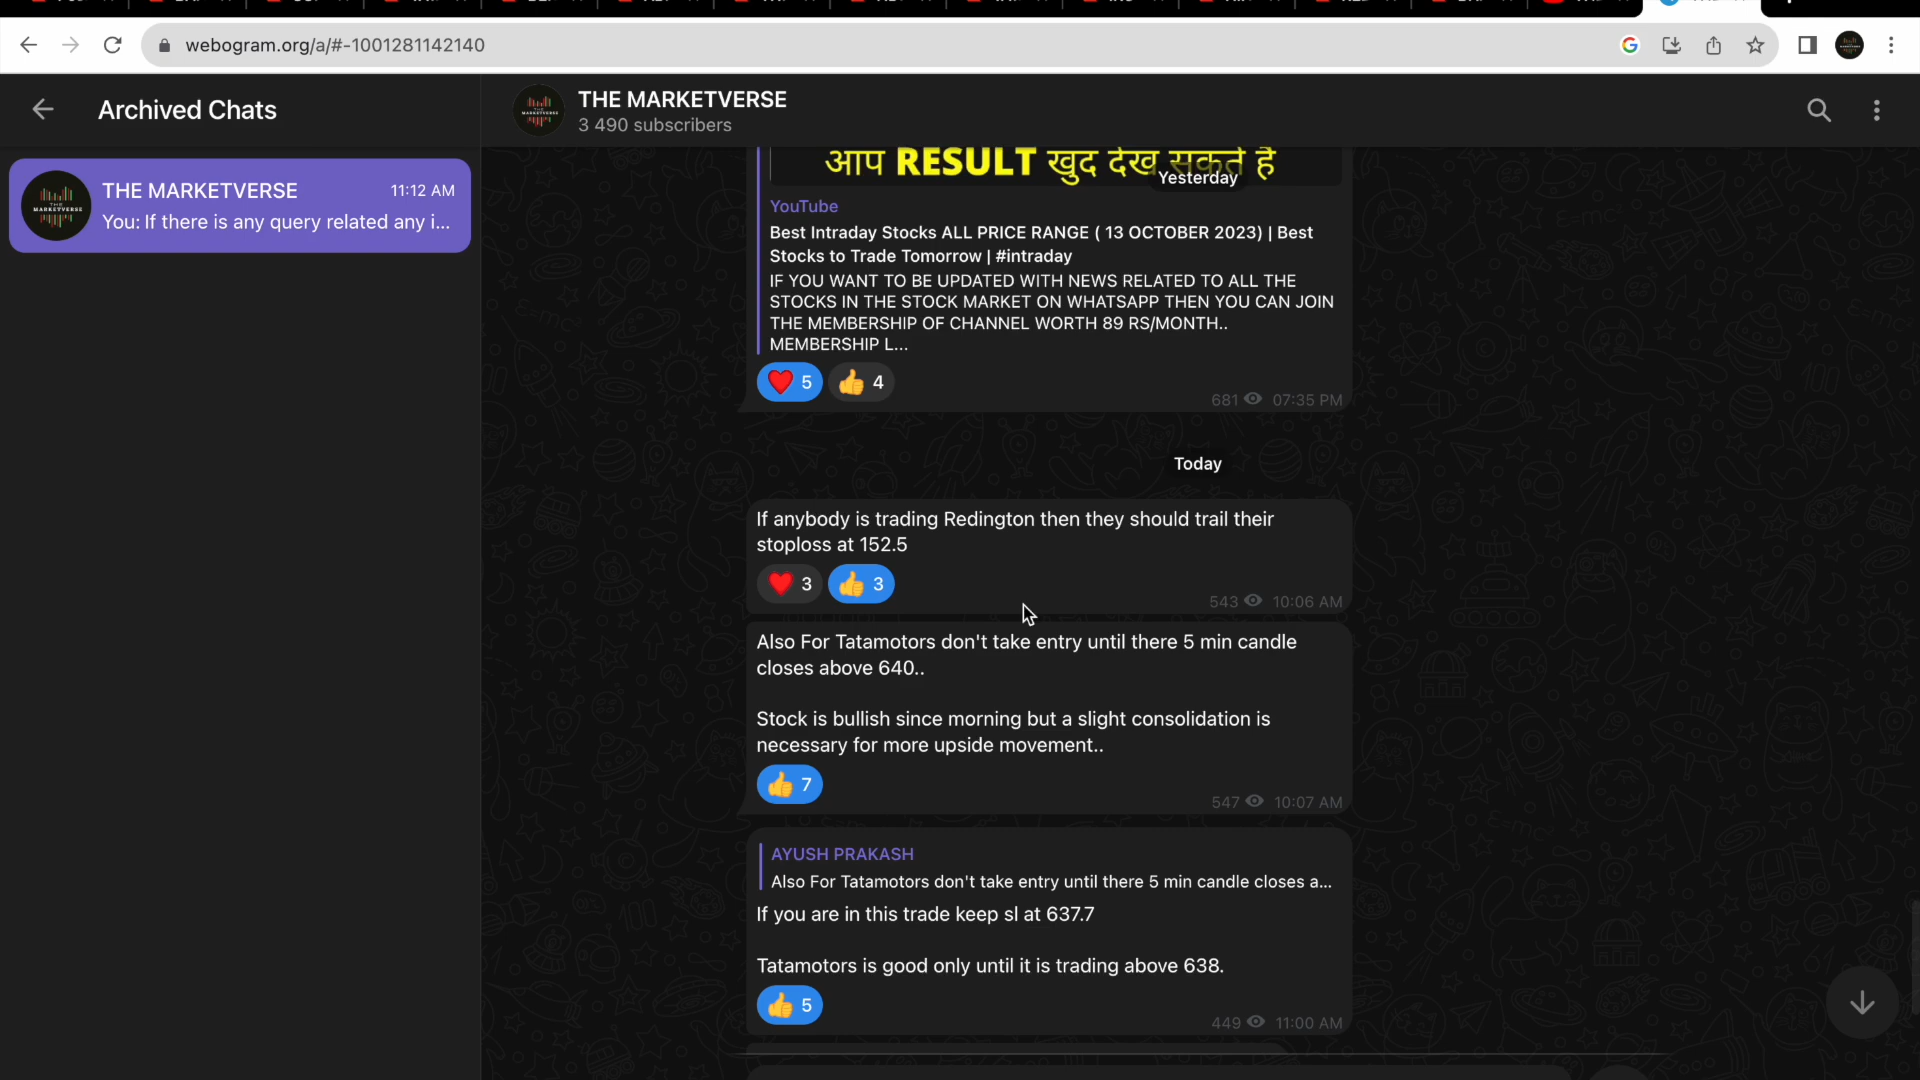 webogram.org/a/#-1001281142140
Archived Chats
THE MARKETVERSE
3 490 subscribers
THE MARKETVERSE
11:12 AM
You: If there is any query related any i...
आप RESULT खुद देख सकते है
Yesterday
YouTube
Best Intraday Stocks ALL PRICE RANGE ( 13 OCTOBER 2023) | Best
Stocks to Trade Tomorrow | #intraday
IF YOU WANT TO BE UPDATED WITH NEWS RELATED TO ALL THE
STOCKS IN THE STOCK MARKET ON WHATSAPP THEN YOU CAN JOIN
THE MEMBERSHIP OF CHANNEL WORTH 89 RS/MONTH..
MEMBERSHIP L...
❤️ 5 👍 4
681 07:35 PM
Today
If anybody is trading Redington then they should trail their
stoploss at 152.5
❤️ 3 👍 3
543 10:06 AM
Also For Tatamotors don't take entry until there 5 min candle
closes above 640..
Stock is bullish since morning but a slight consolidation is
necessary for more upside movement..
👍 7
547 10:07 AM
AYUSH PRAKASH
Also For Tatamotors don't take entry until there 5 min candle closes a...
If you are in this trade keep sl at 637.7
Tatamotors is good only until it is trading above 638.
👍 5
449 11:00 AM